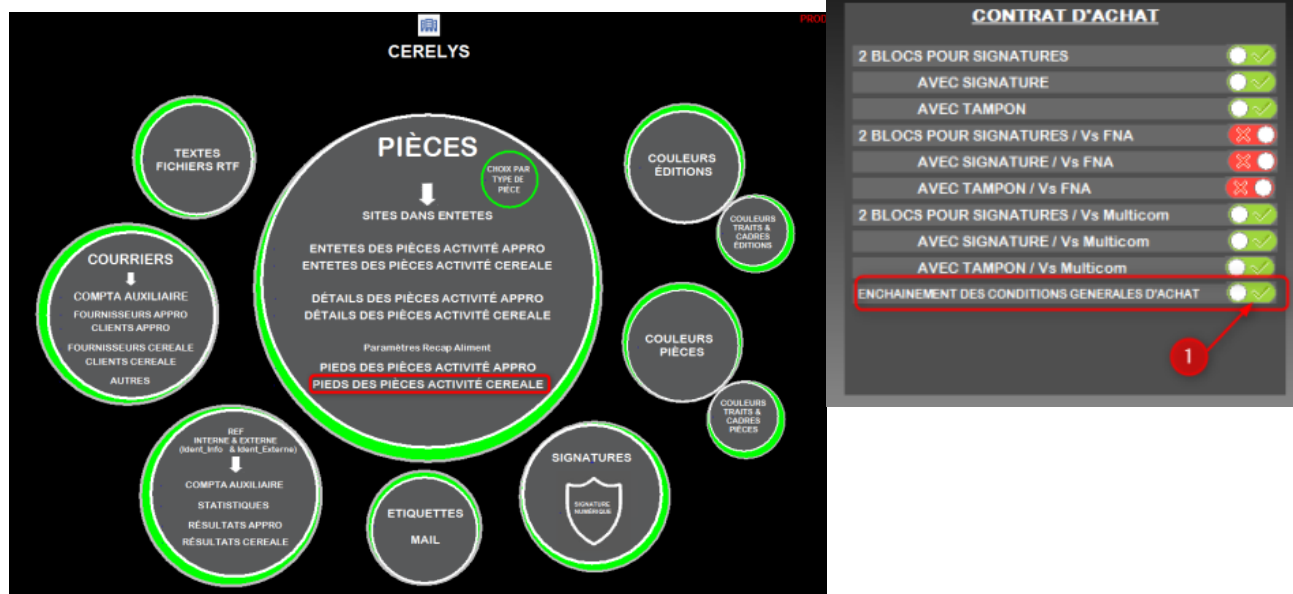 PROD
CERELYS
TEXTES
FICHIERS RTF
COURRIERS
COMPTA AUXILIAIRE
FOURNISSEURS APPRO
CLIENTS APPRO
FOURNISSEURS CEREALE
CLIENTS CEREALE
AUTRES
REF
INTERNE & EXTERNE
(Ident_Info & Ident_Externe)
COMPTA AUXILIAIRE
STATISTIQUES
RÉSULTATS APPRO
RÉSULTATS CEREALE
PIÈCES
CHOIX PAR
TYPE DE
PIÈCE
SITES DANS ENTETES
ENTETES DES PIÈCES ACTIVITÉ APPRO
ENTETES DES PIÈCES ACTIVITÉ CEREALE
DÉTAILS DES PIÈCES ACTIVITÉ APPRO
DÉTAILS DES PIÈCES ACTIVITÉ CEREALE
Paramètres Recap Aliment
PIEDS DES PIÈCES ACTIVITÉ APPRO
PIEDS DES PIÈCES ACTIVITÉ CEREALE
ETIQUETTES
MAIL
SIGNATURES
SIGNATURE
NUMÉRIQUE
COULEURS
ÉDITIONS
COULEURS
TRAITS &
CADRES
ÉDITIONS
COULEURS
PIÈCES
COULEURS
TRAITS &
CADRES
PIÈCES
CONTRAT D'ACHAT
2 BLOCS POUR SIGNATURES
AVEC SIGNATURE
AVEC TAMPON
2 BLOCS POUR SIGNATURES / Vs FNA
AVEC SIGNATURE / Vs FNA
AVEC TAMPON / Vs FNA
2 BLOCS POUR SIGNATURES / Vs Multicom
AVEC SIGNATURE / Vs Multicom
AVEC TAMPON / Vs Multicom
ENCHAINEMENT DES CONDITIONS GENERALES D'ACHAT
1